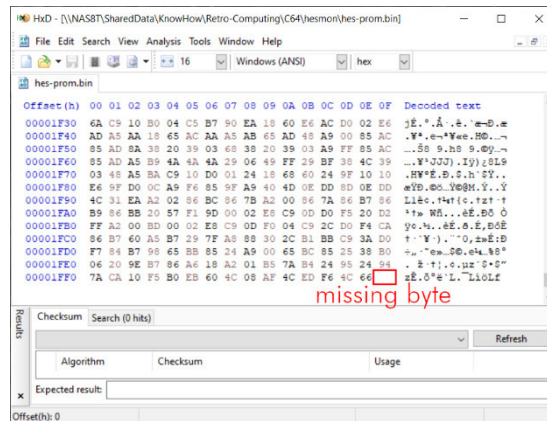 HxD - [\\NAS8T\SharedData\KnowHow\Retro-Computing\C64\hesmon\hes-prom.bin]
File Edit Search View Analysis Tools Window Help
16 Windows (ANSI) hex
hes-prom.bin
Offset(h) 00 01 02 03 04 05 06 07 08 09 0A 0B 0C 0D 0E 0F Decoded text
00001F30 6A C9 10 B0 04 C5 B7 90 EA 18 60 E6 AC D0 02 E6
00001F40 AD A5 AA 18 65 AC AA A5 AB 65 AD 48 A9 00 85 AC
00001F50 85 AD 8A 38 20 39 03 68 38 20 39 03 A9 FF 85 AC
00001F60 85 AD A5 B9 4A 4A 4A 29 06 49 FF 29 BF 38 4C 39
00001F70 03 48 A5 BA C9 10 D0 01 24 18 68 60 24 9F 10 10
00001F80 E6 9F D0 0C A9 F6 85 9F A9 40 4D 0E DD 8D 0E DD
00001F90 4C 31 EA A2 02 86 BC 86 7B A2 00 86 7A 86 B7 86
00001FA0 B9 86 BB 20 57 F1 9D 00 02 E8 C9 0D D0 F5 20 D2
00001FB0 FF A2 00 BD 00 02 E8 C9 0D F0 04 C9 2C D0 F4 CA
00001FC0 86 B7 60 A5 B7 29 7F A8 88 30 2C B1 BB C9 3A D0
00001FD0 F7 84 B7 98 65 BB 85 24 A9 00 65 BC 85 25 38 B0
00001FE0 06 20 9E B7 86 A6 18 A2 01 B5 7A B4 24 95 24 94
00001FF0 7A CA 10 F5 B0 EB 60 4C 08 AF 4C ED F6 4C 66
missing byte
Results
Checksum Search (0 hits)
Refresh
Algorithm Checksum Usage
Expected result:
Offset(h): 0